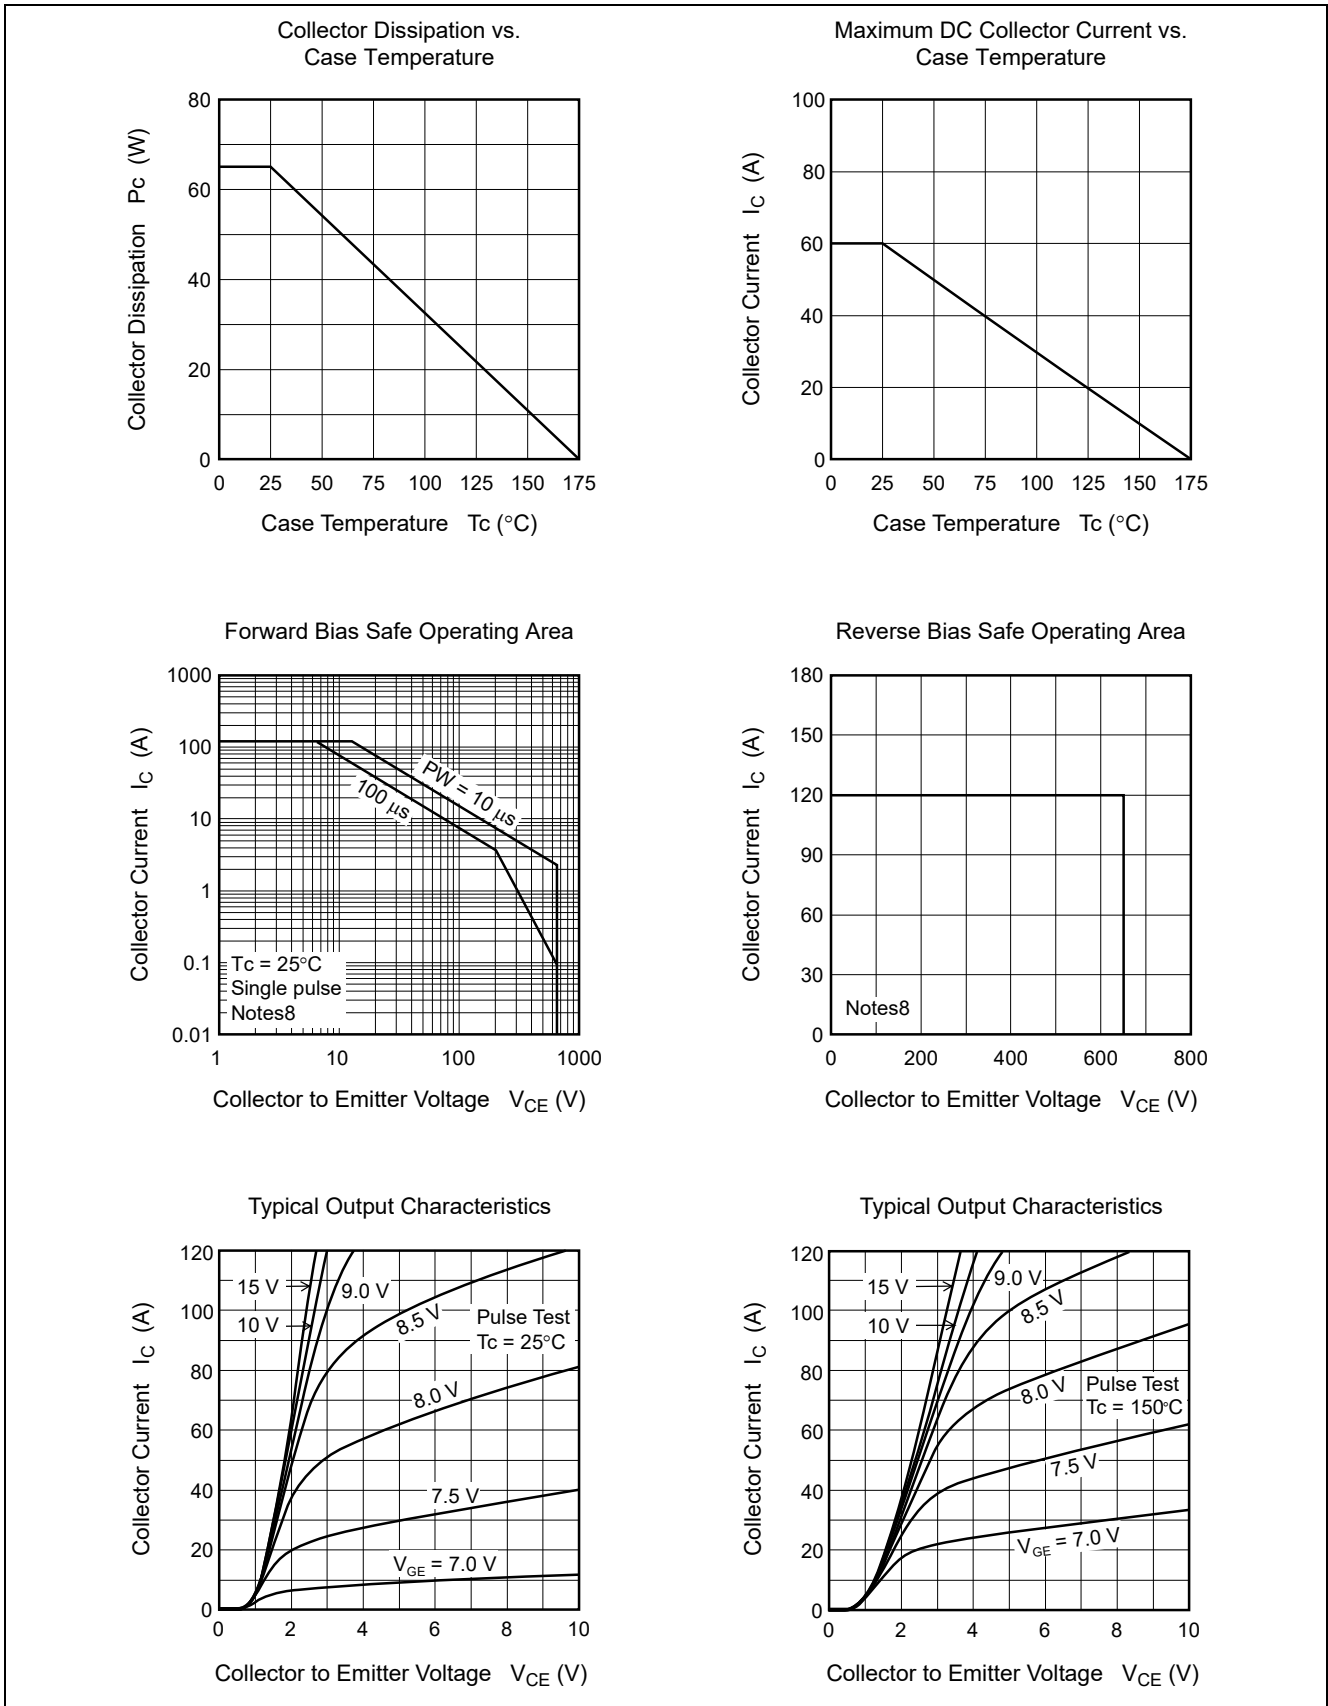 Collector Dissipation vs.
Case Temperature
Collector Dissipation Pc (W)
80
60
40
20
0
0 25 50 75 100 125 150 175
Case Temperature Tc (°C)
Maximum DC Collector Current vs.
Case Temperature
Collector Current IC (A)
100
80
60
40
20
0
0 25 50 75 100 125 150 175
Case Temperature Tc (°C)
Forward Bias Safe Operating Area
Collector Current IC (A)
1000
100
10
1
0.1
0.01
PW = 10 μs
100 μs
Tc = 25°C
Single pulse
Notes8
1 10 100 1000
Collector to Emitter Voltage VCE (V)
Reverse Bias Safe Operating Area
Collector Current IC (A)
180
150
120
90
60
30
0
Notes8
0 200 400 600 800
Collector to Emitter Voltage VCE (V)
Typical Output Characteristics
Collector Current IC (A)
120
100
80
60
40
20
0
15 V
9.0 V
10 V
8.5 V
Pulse Test
Tc = 25°C
8.0 V
7.5 V
VGE = 7.0 V
0 2 4 6 8 10
Collector to Emitter Voltage VCE (V)
Typical Output Characteristics
Collector Current IC (A)
120
100
80
60
40
20
0
15 V
9.0 V
10 V
8.5 V
8.0 V
Pulse Test
Tc = 150°C
7.5 V
VGE = 7.0 V
0 2 4 6 8 10
Collector to Emitter Voltage VCE (V)